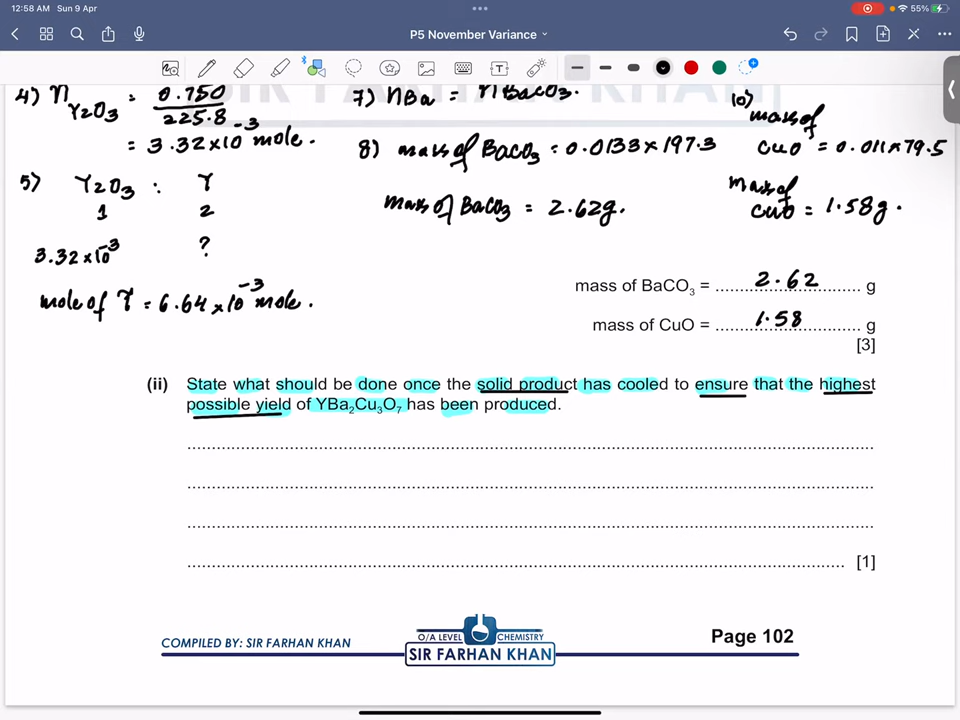 12:58 AM Sun 9 Apr
55%
P5 November Variance
SIR FARHAN KHAN
4) n Y₂O₃ = 0.750 / 225.8
= 3.32×10⁻³ mole.
5) Y₂O₃ : Y
1 2
3.32×10⁻³ ?
mole of Y = 6.64×10⁻³ mole.
7) nBa = nBaCO₃.
8) mass of BaCO₃ = 0.0133×197.3
mass of BaCO₃ = 2.62g.
10) mass of CuO = 0.011×79.5
mass of CuO = 1.58g.
mass of BaCO₃ = 2.62 g
mass of CuO = 1.58 g
[3]
(ii) State what should be done once the solid product has cooled to ensure that the highest
possible yield of YBa₂Cu₃O₇ has been produced.
[1]
COMPILED BY: SIR FARHAN KHAN
O/A LEVEL CHEMISTRY
SIR FARHAN KHAN
Page 102